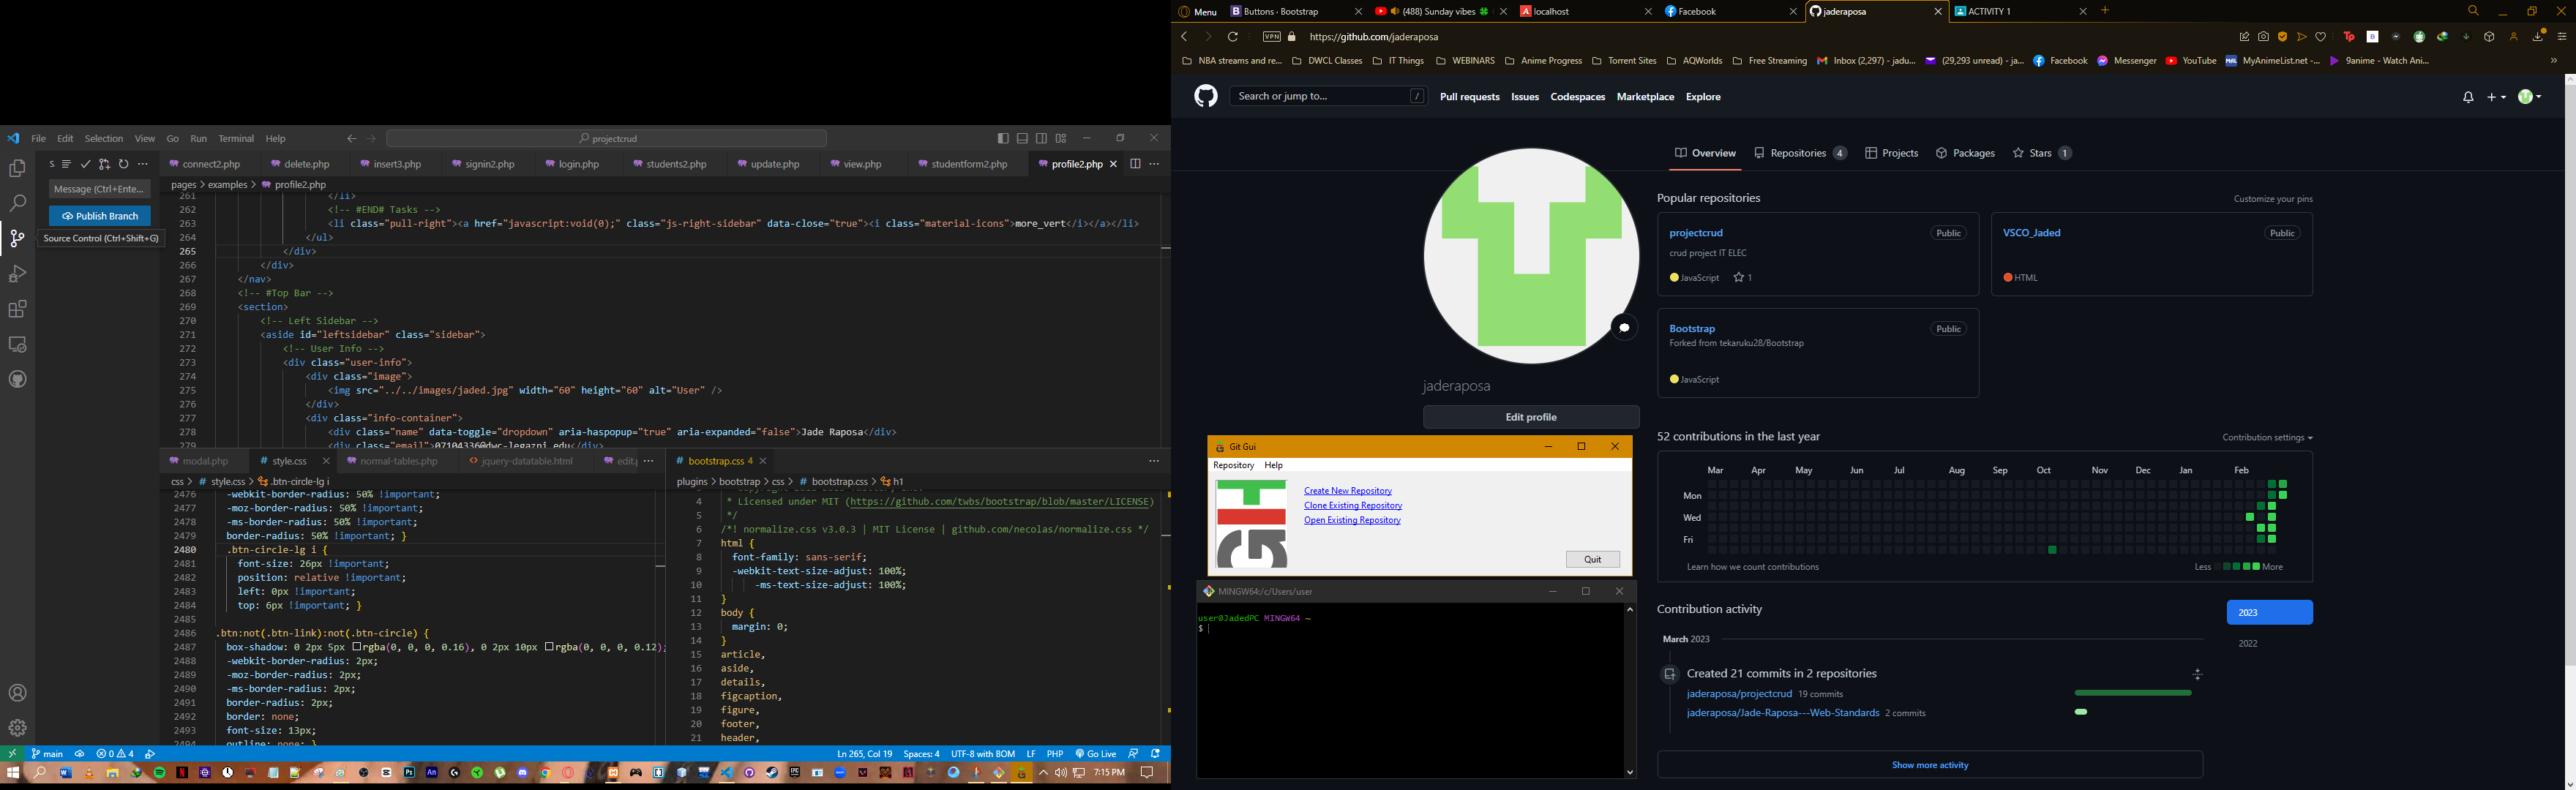 File Edit Selection View Go Run Terminal Help
projectcrud
S
Message (Ctrl+Ente...
Publish Branch
Source Control (Ctrl+Shift+G)
connect2.php delete.php insert3.php signin2.php login.php students2.php update.php view.php studentform2.php profile2.php
pages > examples > profile2.php
261 </li>
262 <!-- #END# Tasks -->
263 <li class="pull-right"><a href="javascript:void(0);" class="js-right-sidebar" data-close="true"><i class="material-icons">more_vert</i></a></li>
264 </ul>
265 </div>
266 </div>
267 </nav>
268 <!-- #Top Bar -->
269 <section>
270 <!-- Left Sidebar -->
271 <aside id="leftsidebar" class="sidebar">
272 <!-- User Info -->
273 <div class="user-info">
274 <div class="image">
275 <img src="../../images/jaded.jpg" width="60" height="60" alt="User" />
276 </div>
277 <div class="info-container">
278 <div class="name" data-toggle="dropdown" aria-haspopup="true" aria-expanded="false">Jade Raposa</div>
279 <div class="email">07104336@dwc-legazpi.edu</div>
modal.php style.css normal-tables.php jquery-datatable.html edit.
css > style.css > .btn-circle-lg i
2476 -webkit-border-radius: 50% !important;
2477 -moz-border-radius: 50% !important;
2478 -ms-border-radius: 50% !important;
2479 border-radius: 50% !important; }
2480 .btn-circle-lg i {
2481 font-size: 26px !important;
2482 position: relative !important;
2483 left: 0px !important;
2484 top: 6px !important; }
2485
2486 .btn:not(.btn-link):not(.btn-circle) {
2487 box-shadow: 0 2px 5px rgba(0, 0, 0, 0.16), 0 2px 10px rgba(0, 0, 0, 0.12);
2488 -webkit-border-radius: 2px;
2489 -moz-border-radius: 2px;
2490 -ms-border-radius: 2px;
2491 border-radius: 2px;
2492 border: none;
2493 font-size: 13px;
2494 outline: none; }
bootstrap.css 4
plugins > bootstrap > css > bootstrap.css > h1
4 * Licensed under MIT (https://github.com/twbs/bootstrap/blob/master/LICENSE)
5 */
6 /*! normalize.css v3.0.3 | MIT License | github.com/necolas/normalize.css */
7 html {
8 font-family: sans-serif;
9 -webkit-text-size-adjust: 100%;
10 -ms-text-size-adjust: 100%;
11 }
12 body {
13 margin: 0;
14 }
15 article,
16 aside,
17 details,
18 figcaption,
19 figure,
20 footer,
21 header,
main 0 4 Ln 265, Col 19 Spaces: 4 UTF-8 with BOM LF PHP Go Live
7:15 PM
Menu Buttons · Bootstrap (488) Sunday vibes localhost Facebook jaderaposa ACTIVITY 1
VPN https://github.com/jaderaposa
NBA streams and re... DWCL Classes IT Things WEBINARS Anime Progress Torrent Sites AQWorlds Free Streaming Inbox (2,297) - jadu... (29,293 unread) - ja... Facebook Messenger YouTube MyAnimeList.net -... 9anime - Watch Ani...
Search or jump to... / Pull requests Issues Codespaces Marketplace Explore
Overview Repositories 4 Projects Packages Stars 1
jaderaposa
Edit profile
Popular repositories
Customize your pins
projectcrud Public
crud project IT ELEC
JavaScript 1
VSCO_Jaded Public
HTML
Bootstrap Public
Forked from tekaruku28/Bootstrap
JavaScript
52 contributions in the last year
Contribution settings
Mar Apr May Jun Jul Aug Sep Oct Nov Dec Jan Feb
Mon
Wed
Fri
Learn how we count contributions
Less More
Contribution activity
2023
2022
March 2023
Created 21 commits in 2 repositories
jaderaposa/projectcrud 19 commits
jaderaposa/Jade-Raposa---Web-Standards 2 commits
Show more activity
Git Gui
Repository Help
Create New Repository
Clone Existing Repository
Open Existing Repository
Quit
MINGW64:/c/Users/user
user@JadedPC MINGW64 ~
$